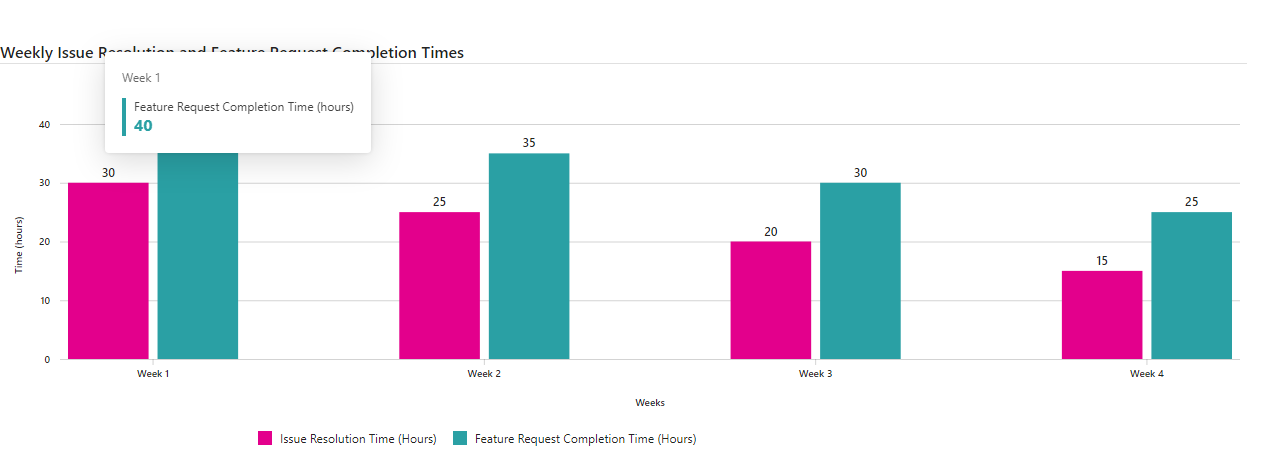 Weekly Issue Resolution and Feature Request Completion Times
Week 1
Feature Request Completion Time (hours)
40
40
30
20
10
0
Time (hours)
30
25
35
20
30
15
25
Week 1
Week 2
Week 3
Week 4
Weeks
Issue Resolution Time (Hours)
Feature Request Completion Time (Hours)